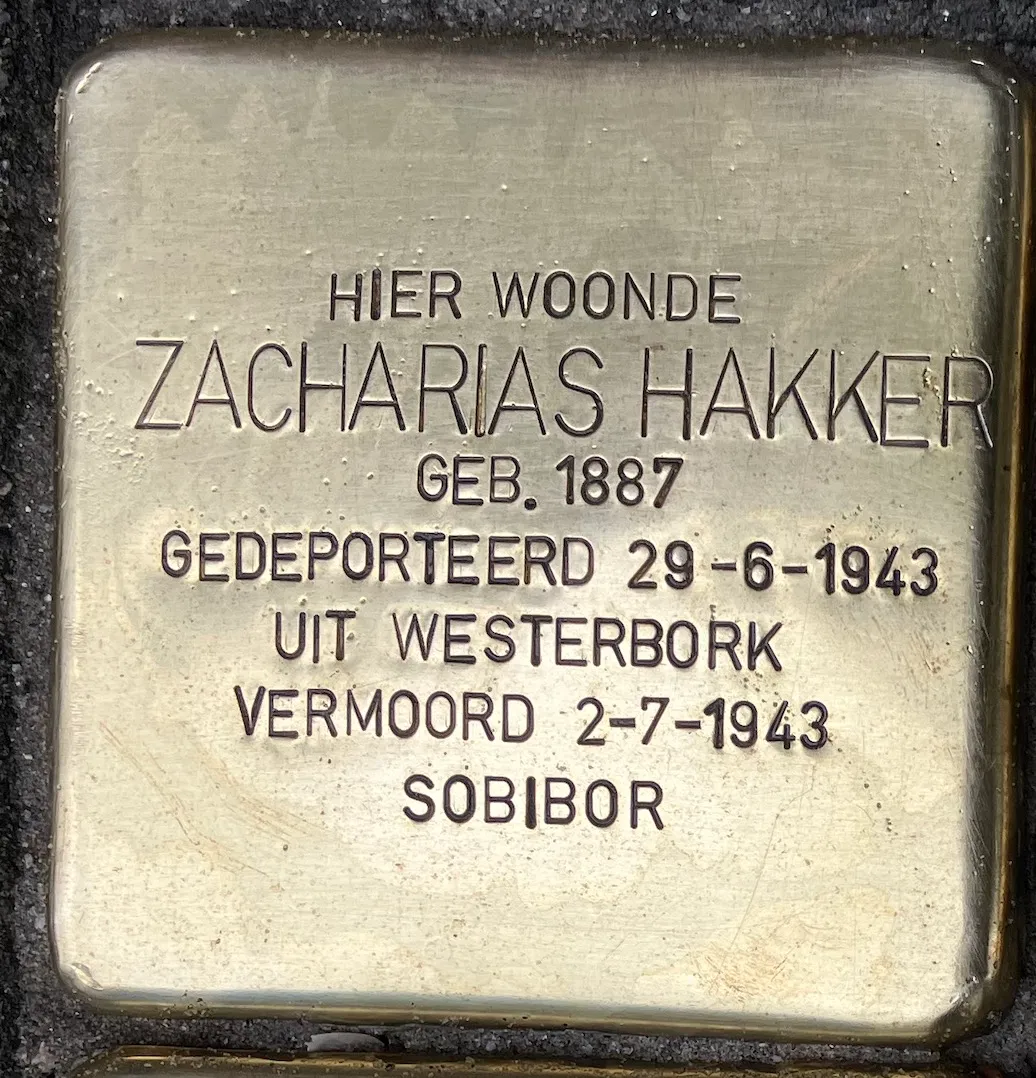 HIER WOONDE
ZACHARIAS HAKKER
GEB. 1887
GEDEPORTEERD 29-6-1943
UIT WESTERBORK
VERMOORD 2-7-1943
SOBIBOR